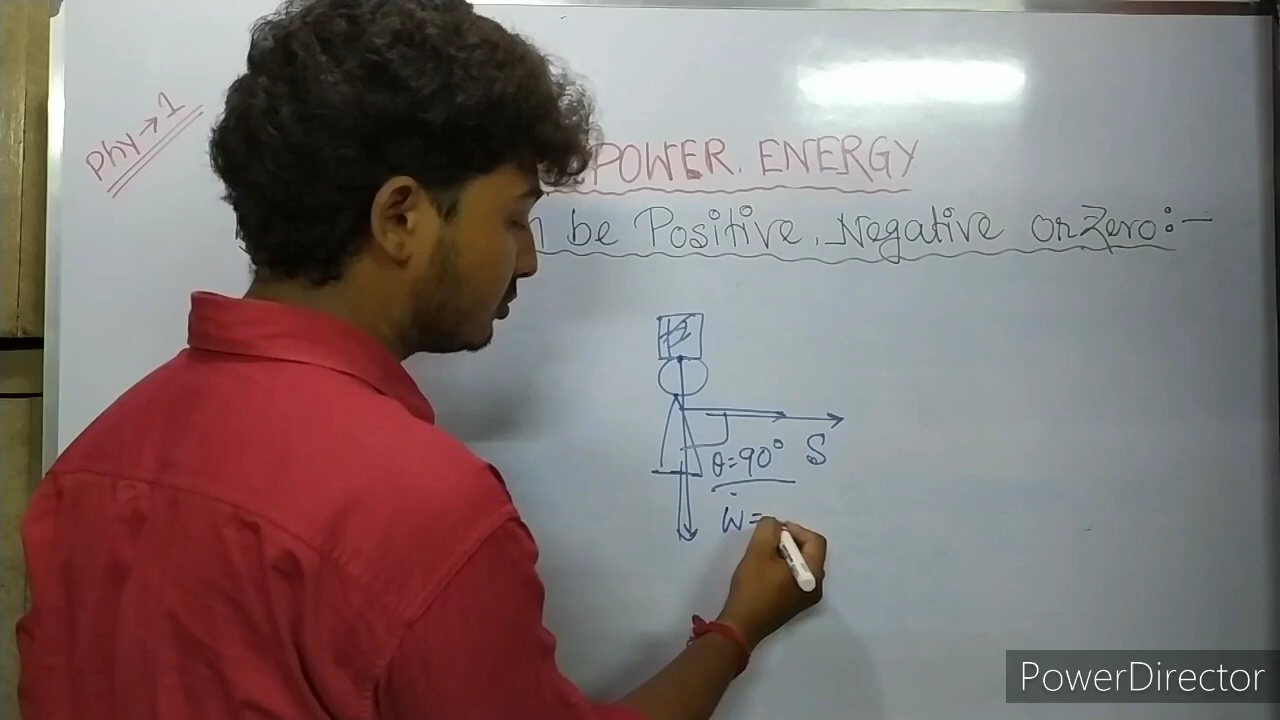 Phy→1
POWER. ENERGY
be Positive, Negative or Zero:-
θ=90° S
W=
PowerDirector